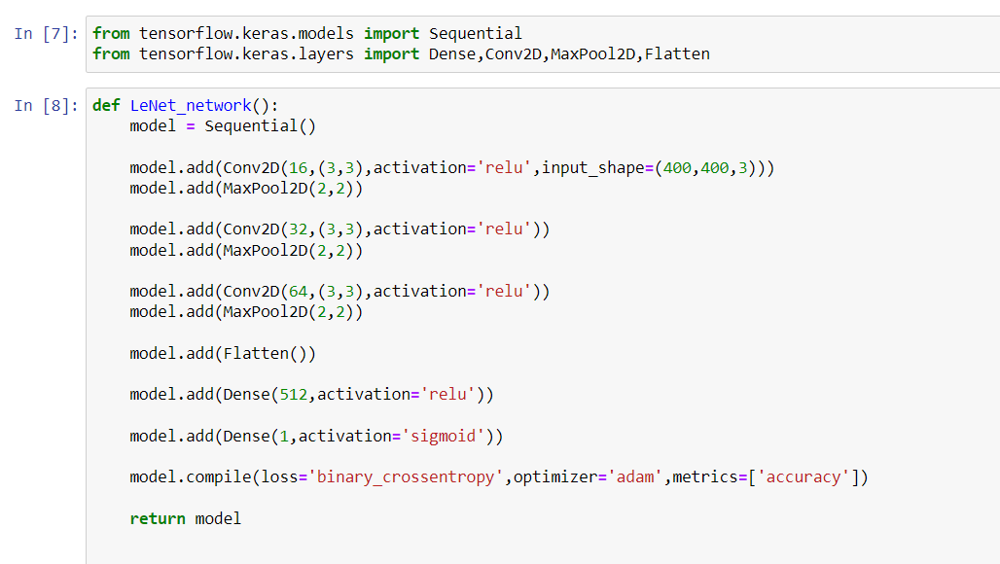 In [7]: from tensorflow.keras.models import Sequential
from tensorflow.keras.layers import Dense,Conv2D,MaxPool2D,Flatten
In [8]: def LeNet_network():
    model = Sequential()
    model.add(Conv2D(16,(3,3),activation='relu',input_shape=(400,400,3)))
    model.add(MaxPool2D(2,2))
    model.add(Conv2D(32,(3,3),activation='relu'))
    model.add(MaxPool2D(2,2))
    model.add(Conv2D(64,(3,3),activation='relu'))
    model.add(MaxPool2D(2,2))
    model.add(Flatten())
    model.add(Dense(512,activation='relu'))
    model.add(Dense(1,activation='sigmoid'))
    model.compile(loss='binary_crossentropy',optimizer='adam',metrics=['accuracy'])
    return model